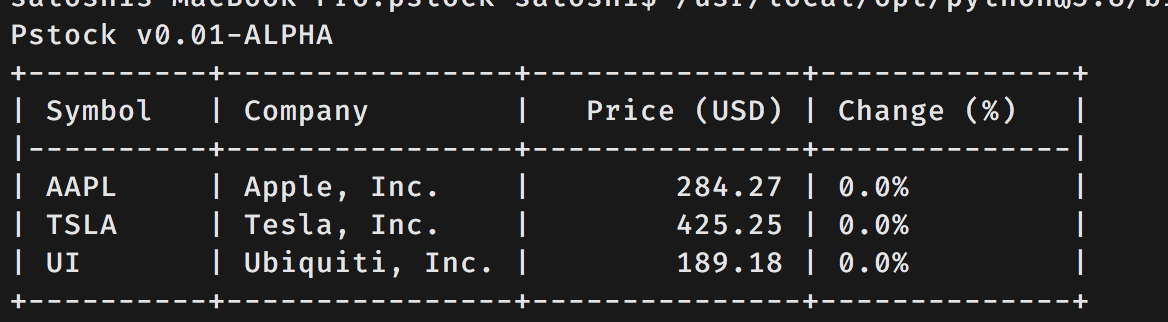 Pstock v0.01-ALPHA
+----------+----------------+---------------+--------------+
| Symbol   | Company        |   Price (USD) | Change (%)   |
|----------+----------------+---------------+--------------|
| AAPL     | Apple, Inc.    |        284.27 | 0.0%         |
| TSLA     | Tesla, Inc.    |        425.25 | 0.0%         |
| UI       | Ubiquiti, Inc. |        189.18 | 0.0%         |
+----------+----------------+---------------+--------------+